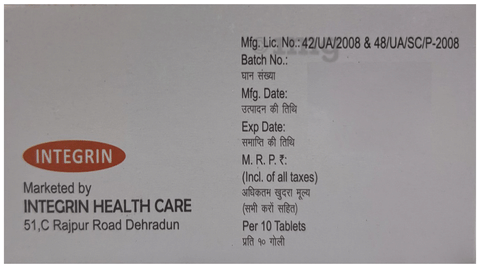 Mfg. Lic. No.: 42/UA/2008 & 48/UA/SC/P-2008
Batch No.:
घान संख्या
Mfg. Date:
उत्पादन की तिथि
Exp Date:
समाप्ति की तिथि
M. R. P. ₹:
(Incl. of all taxes)
अधिकतम खुदरा मूल्य
(सभी करों सहित)
Per 10 Tablets
प्रति १० गोली
INTEGRIN
Marketed by
INTEGRIN HEALTH CARE
51,C Rajpur Road Dehradun